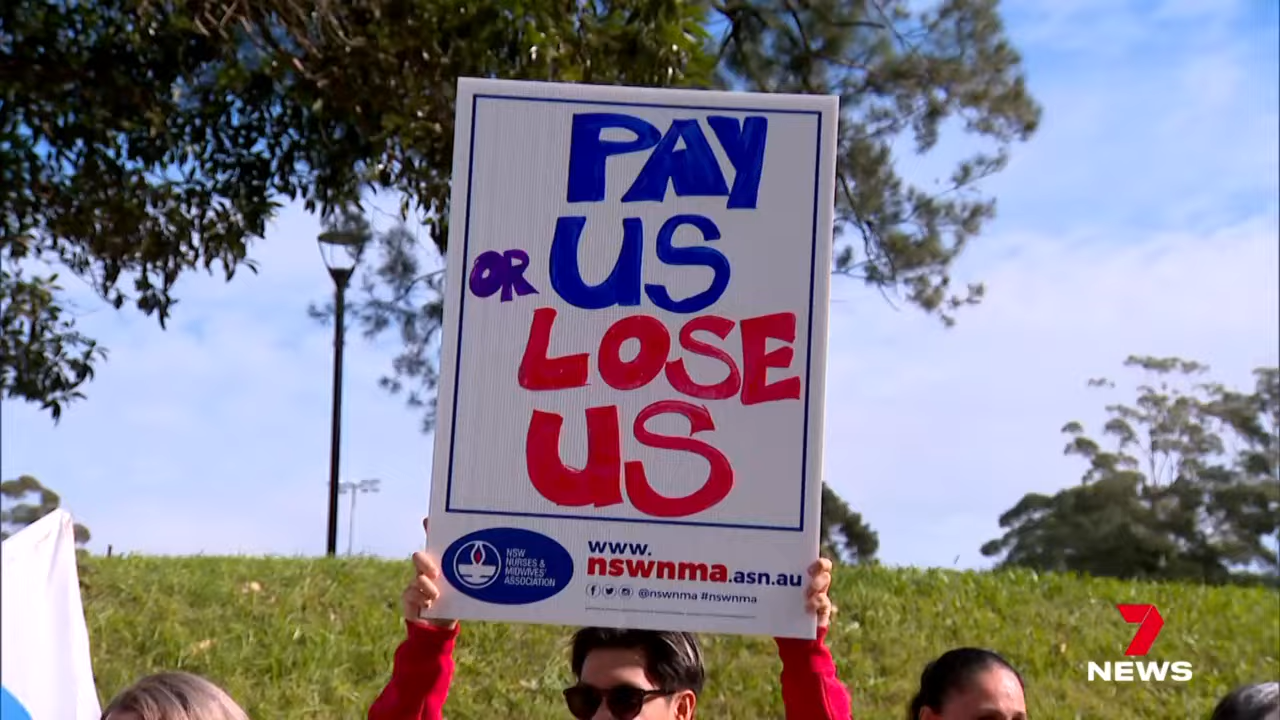 PAY
US
OR
LOSE
US
NSW
NURSES &
MIDWIVES'
ASSOCIATION
www.
nswnma.asn.au
@nswnma #nswnma
7
NEWS